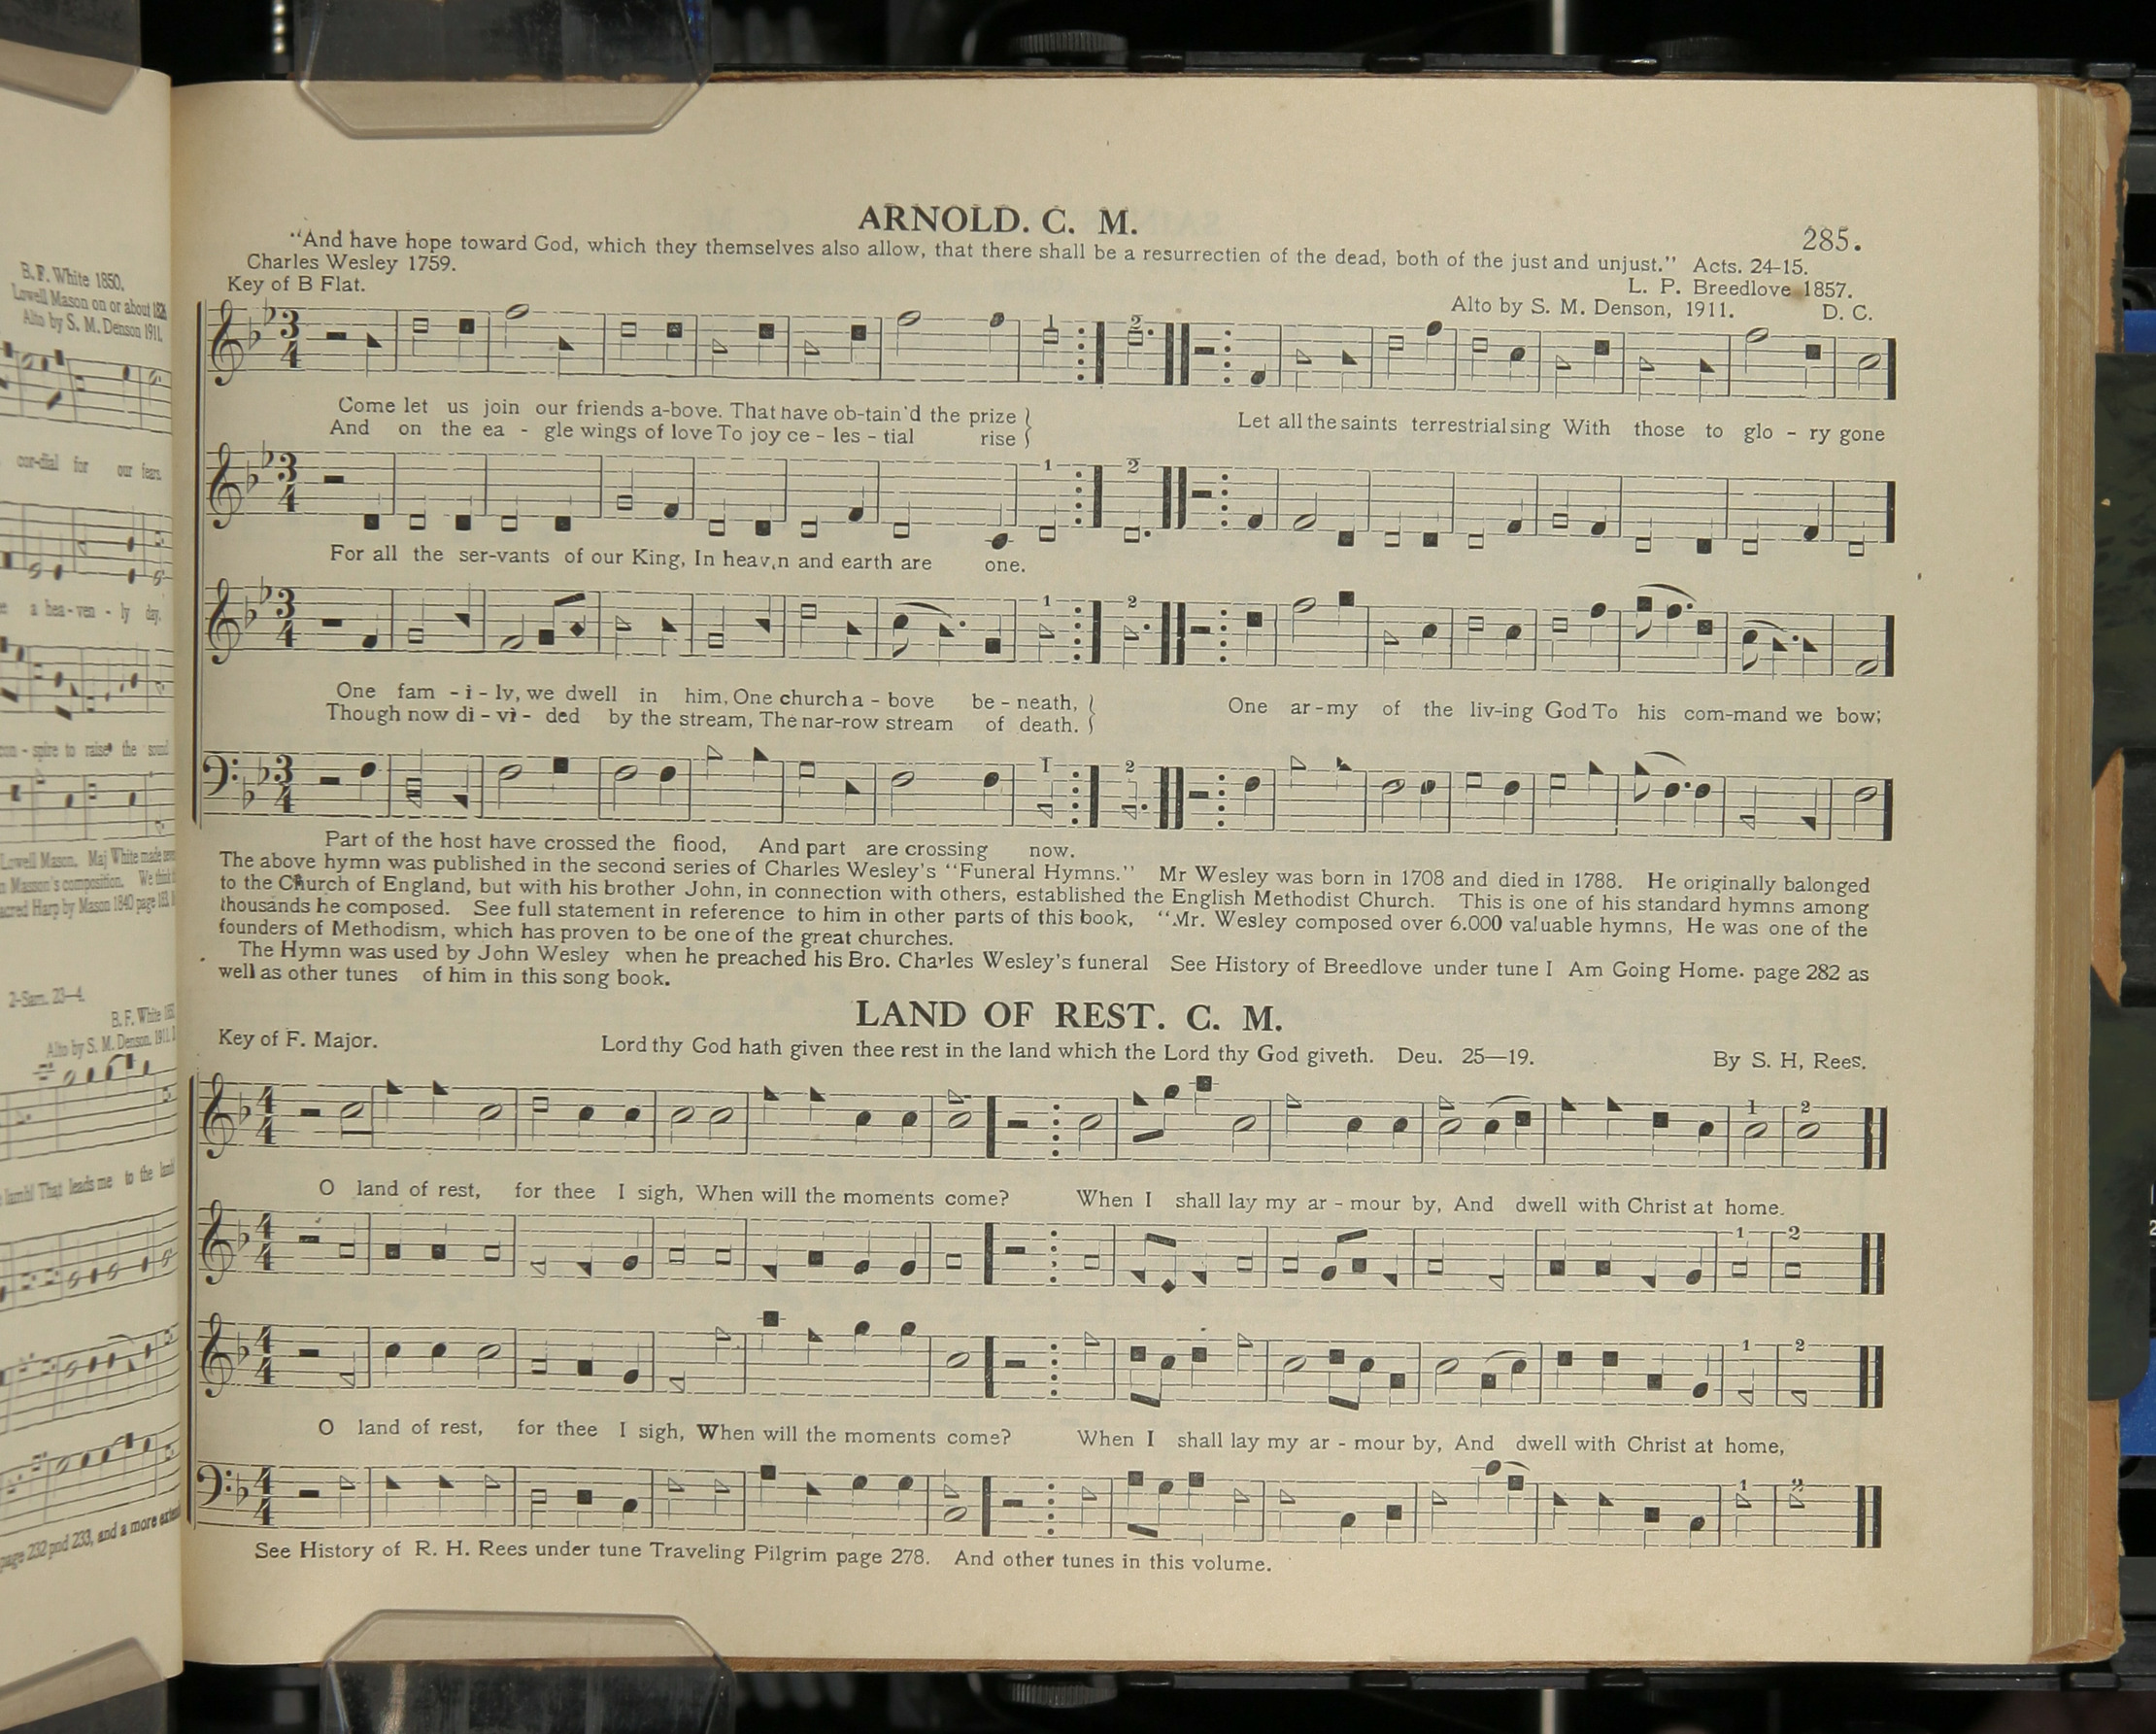 B. F. White 1850.
Lowell Mason on or about
Alto by S. M. Denson 1911.
cor-dial for our fears.
a hea-ven - ly day.
spire to raise the sound
Lowell Mason. Maj White made
Masson's composition. We think
acred Harp by Mason 1840 page
2-Sam. 23—4.
B. F. White
Alto by S. M. Denson. 1911.
lamb! That leads me to the lamb
page 232 pnd 233, and a more
ARNOLD. C. M.
285.
"And have hope toward God, which they themselves also allow, that there shall be a resurrectien of the dead, both of the just and unjust." Acts. 24-15.
Charles Wesley 1759.
L. P. Breedlove 1857.
Key of B Flat.
Alto by S. M. Denson, 1911. D. C.
3 4
1 2
Come let us join our friends a-bove. That have ob-tain'd the prize } Let all the saints terrestrial sing With those to glo - ry gone
And on the ea - gle wings of love To joy ce - les - tial rise }
3 4
1 2
For all the ser-vants of our King, In heav,n and earth are one.
3 4
1 2
One fam - i - ly, we dwell in him, One church a - bove be - neath, } One ar-my of the liv-ing God To his com-mand we bow;
Though now di - vi - ded by the stream, The nar-row stream of death. }
3 4
1 2
Part of the host have crossed the fiood, And part are crossing now.
The above hymn was published in the second series of Charles Wesley's "Funeral Hymns." Mr Wesley was born in 1708 and died in 1788. He originally balonged
to the Church of England, but with his brother John, in connection with others, established the English Methodist Church. This is one of his standard hymns among
thousands he composed. See full statement in reference to him in other parts of this book, "Mr. Wesley composed over 6.000 valuable hymns, He was one of the
founders of Methodism, which has proven to be one of the great churches.
The Hymn was used by John Wesley when he preached his Bro. Charles Wesley's funeral See History of Breedlove under tune I Am Going Home. page 282 as
well as other tunes of him in this song book.
LAND OF REST. C. M.
Key of F. Major. Lord thy God hath given thee rest in the land which the Lord thy God giveth. Deu. 25—19. By S. H, Rees.
4 4
1 2
O land of rest, for thee I sigh, When will the moments come? When I shall lay my ar - mour by, And dwell with Christ at home.
4 4
1 2
4 4
1 2
O land of rest, for thee I sigh, When will the moments come? When I shall lay my ar - mour by, And dwell with Christ at home,
4 4
1 2
See History of R. H. Rees under tune Traveling Pilgrim page 278. And other tunes in this volume.